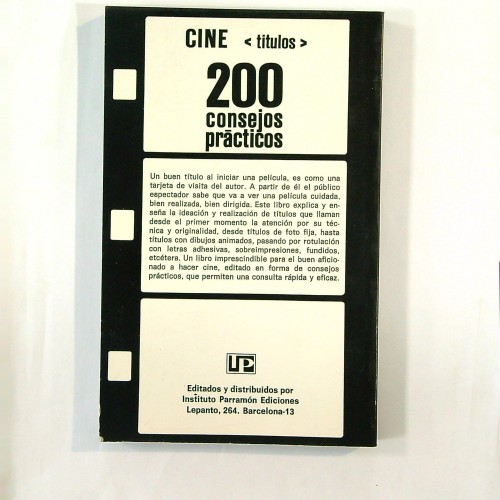 CINE < titulos >
200
consejos
prácticos
Un buen título al iniciar una película, es como una
tarjeta de visita del autor. A partir de él el público
espectador sabe que va a ver una película cuidada,
bien realizada, bien dirigida. Este libro explica y en-
seña la ideación y realización de títulos que llaman
desde el primer momento la atención por su téc-
nica y originalidad, desde títulos de foto fija, hasta
títulos con dibujos animados, pasando por rotulación
con letras adhesivas, sobreimpresiones, fundidos,
etcétera. Un libro imprescindible para el buen aficio-
nado a hacer cine, editado en forma de consejos
prácticos, que permiten una consulta rápida y eficaz.
Editados y distribuidos por
Instituto Parramón Ediciones
Lepanto, 264. Barcelona-13